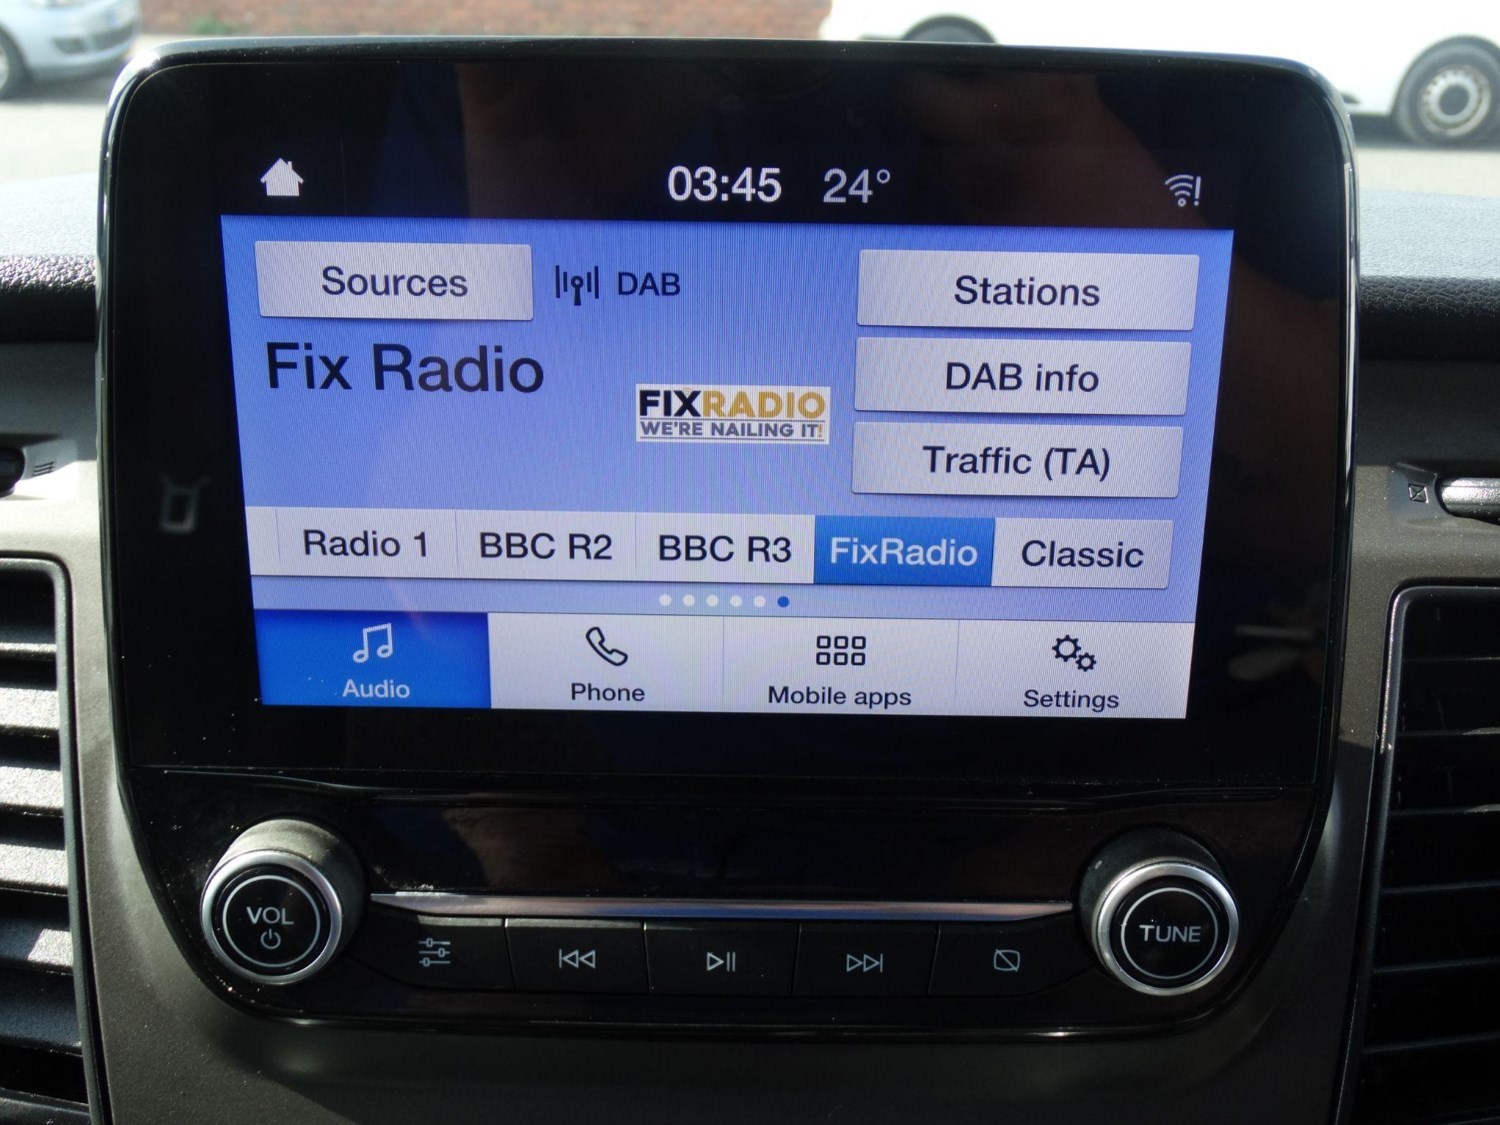 03:45 24°
Sources DAB Stations
Fix Radio
FIXRADIO
WE'RE NAILING IT!
DAB info
Traffic (TA)
Radio 1 BBC R2 BBC R3 FixRadio Classic
Audio Phone Mobile apps Settings
VOL
TUNE